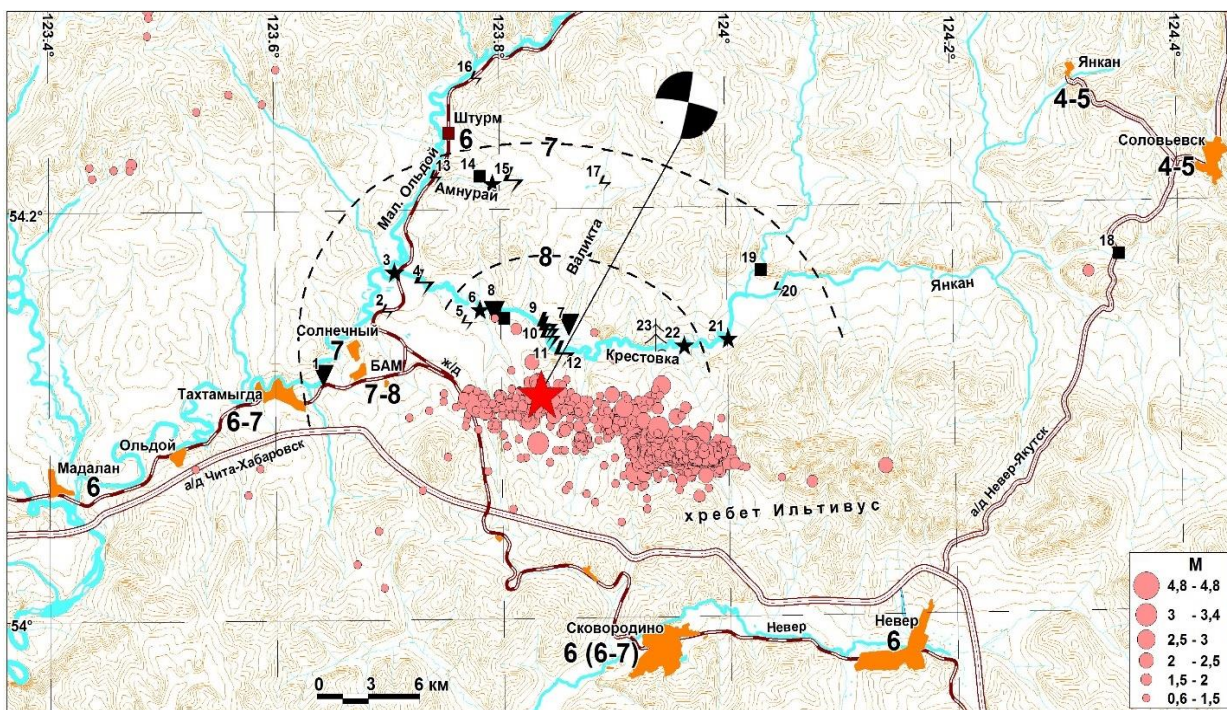 123.4°
123.6°
123.8°
124°
124.2°
124.4°
16
Янкан
4-5
Штурм
6
Соловьевск
4-5
7
13
14
15
17
Амнурай
Мал. Ольдой
54.2°
Валикта
18
3
4
8
19
Янкан
20
2
5
6
8
9
7
10
23
22
21
11
12
Крестовка
Солнечный
7
1
БАМ
7-8
ж/д
Тахтамыгда
6-7
Ольдой
Мадалан
6
а/д Чита-Хабаровск
а/д Невер-Якутск
хребет Ильтивус
54°
Сковородино
6 (6-7)
Невер
Невер
6
0 3 6 км
М
4,8 - 4,8
3 - 3,4
2,5 - 3
2 - 2,5
1,5 - 2
0,6 - 1,5